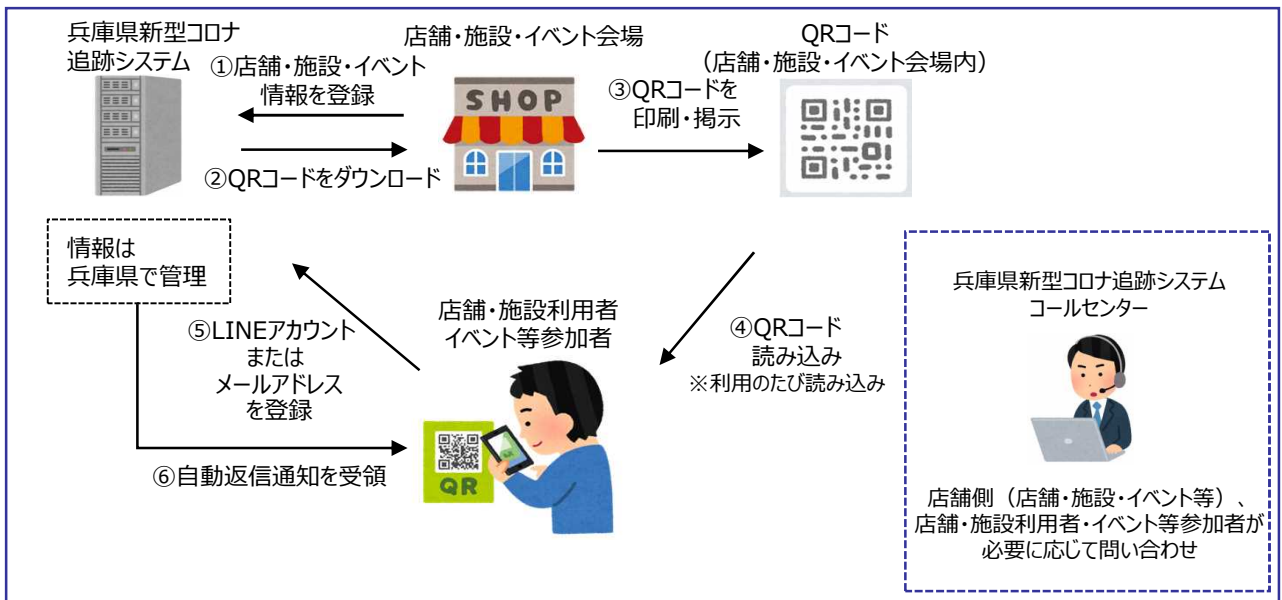 兵庫県新型コロナ
追跡システム
①店舗・施設・イベント
情報を登録
②QRコードをダウンロード
店舗・施設・イベント会場
SHOP
③QRコードを
印刷・掲示
QRコード
（店舗・施設・イベント会場内）
④QRコード
読み込み
※利用のたび読み込み
店舗・施設利用者
イベント等参加者
QR
⑤LINEアカウント
または
メールアドレス
を登録
情報は
兵庫県で管理
⑥自動返信通知を受領
兵庫県新型コロナ追跡システム
コールセンター
店舗側（店舗・施設・イベント等）、
店舗・施設利用者・イベント等参加者が
必要に応じて問い合わせ